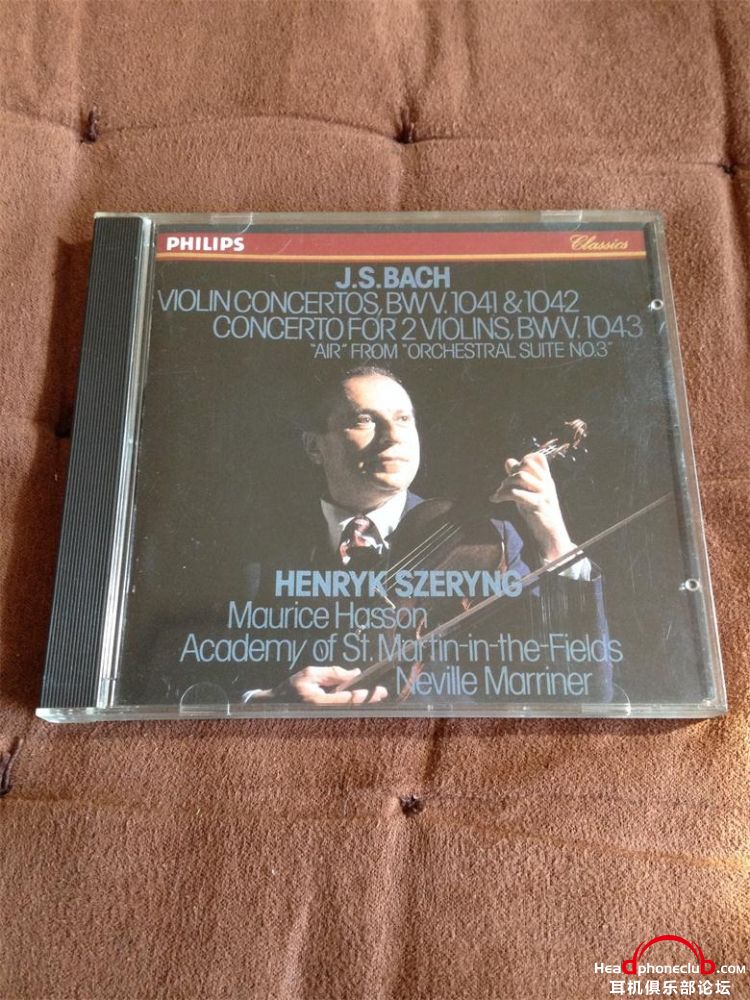 PHILIPS
Classics
J.S.BACH
VIOLIN CONCERTOS, BWV. 1041 & 1042
CONCERTO FOR 2 VIOLINS, BWV. 1043
"AIR" FROM "ORCHESTRAL SUITE NO.3"
HENRYK SZERYNG
Maurice Hasson
Academy of St. Martin-in-the-Fields
Neville Marriner
HeadphoneclUb.COM
耳机俱乐部论坛